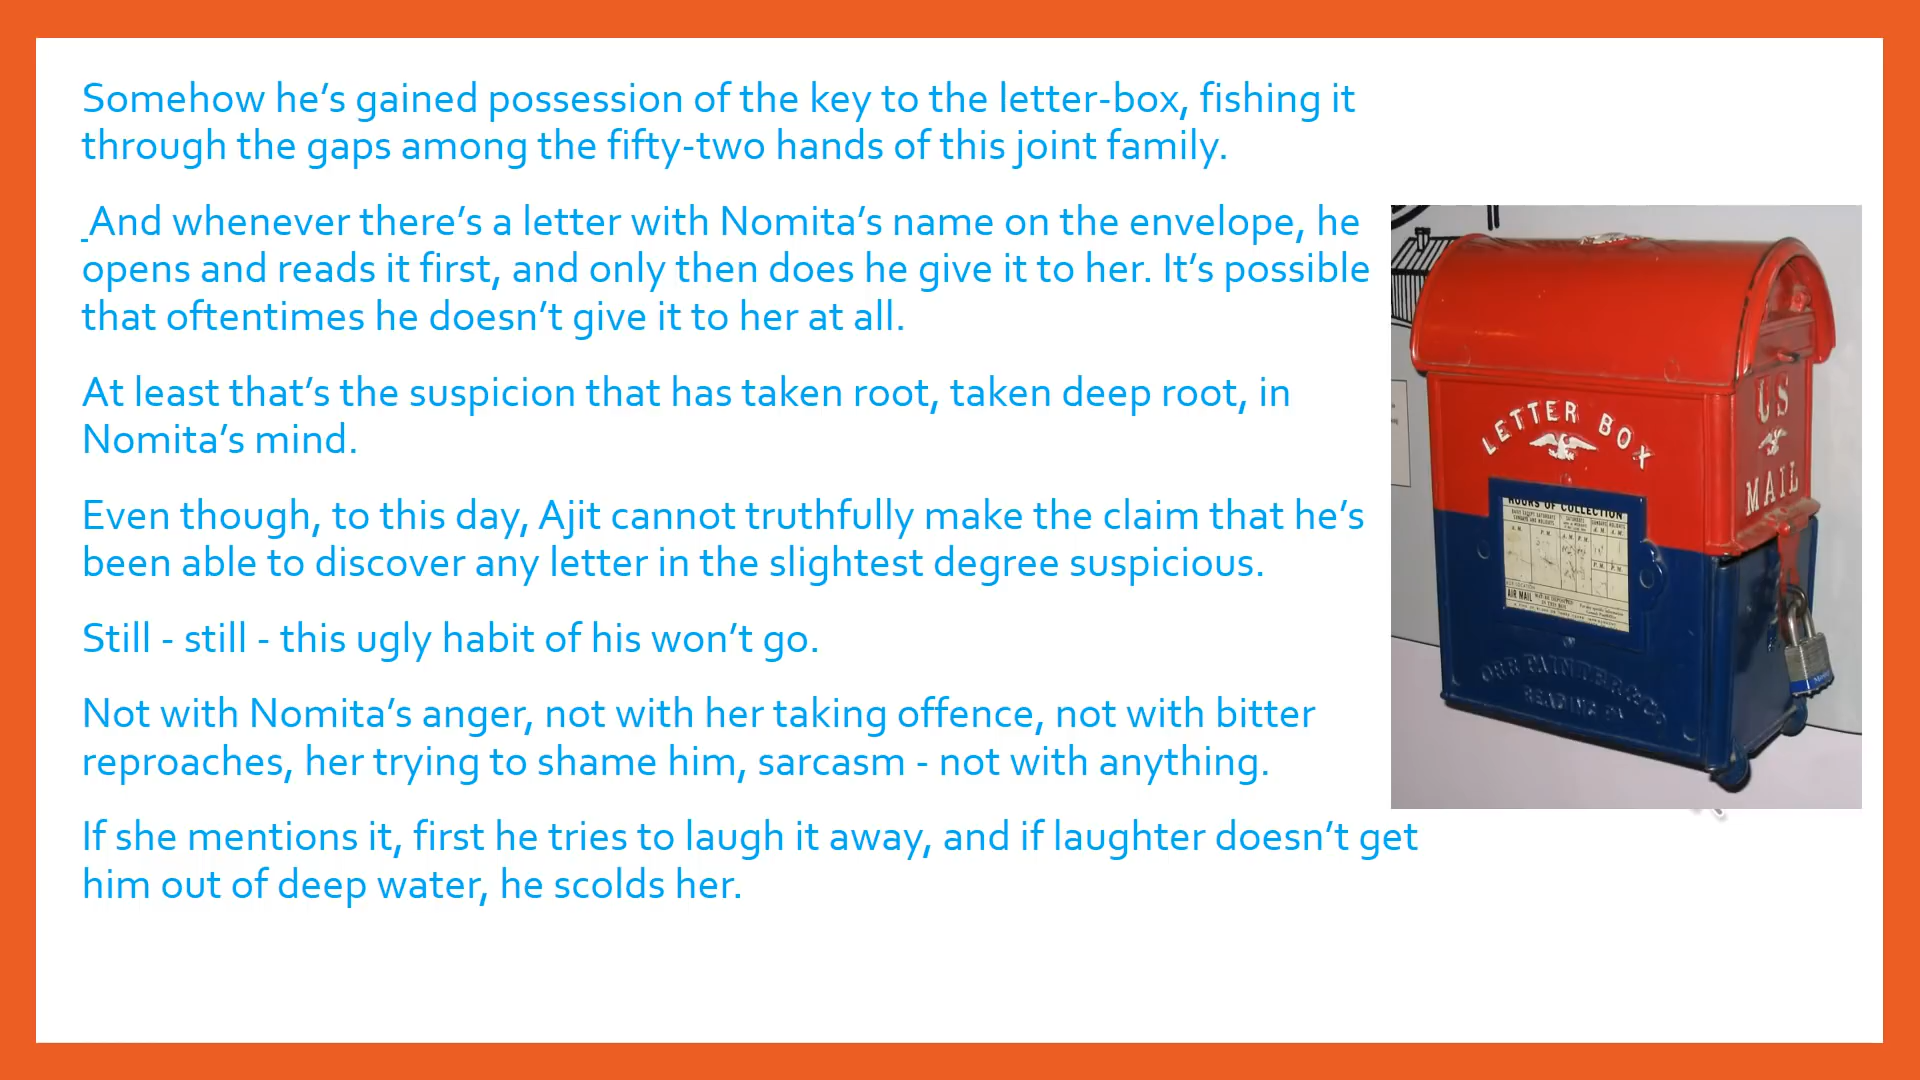 Somehow he’s gained possession of the key to the letter-box, fishing it
through the gaps among the fifty-two hands of this joint family.
And whenever there’s a letter with Nomita’s name on the envelope, he
opens and reads it first, and only then does he give it to her. It’s possible
that oftentimes he doesn’t give it to her at all.
At least that’s the suspicion that has taken root, taken deep root, in
Nomita’s mind.
Even though, to this day, Ajit cannot truthfully make the claim that he’s
been able to discover any letter in the slightest degree suspicious.
Still - still - this ugly habit of his won’t go.
Not with Nomita’s anger, not with her taking offence, not with bitter
reproaches, her trying to shame him, sarcasm - not with anything.
If she mentions it, first he tries to laugh it away, and if laughter doesn’t get
him out of deep water, he scolds her.
LETTER BOX
US
MAIL
HOURS OF COLLECTION
AIR MAIL
READING PA